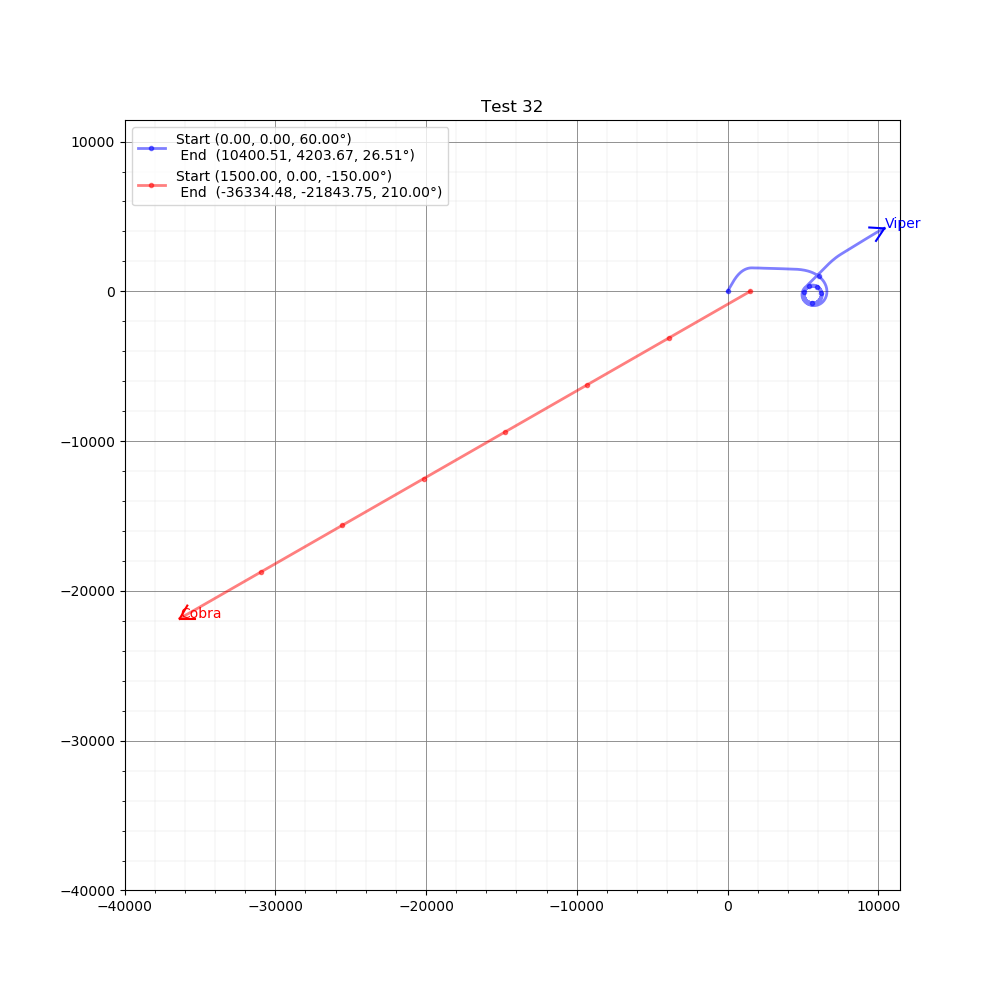 Test 32
10000
0
−10000
−20000
−30000
−40000
Start (0.00, 0.00, 60.00°)
End (10400.51, 4203.67, 26.51°)
Start (1500.00, 0.00, -150.00°)
End (-36334.48, -21843.75, 210.00°)
Viper
Cobra
−40000 −30000 −20000 −10000 0 10000